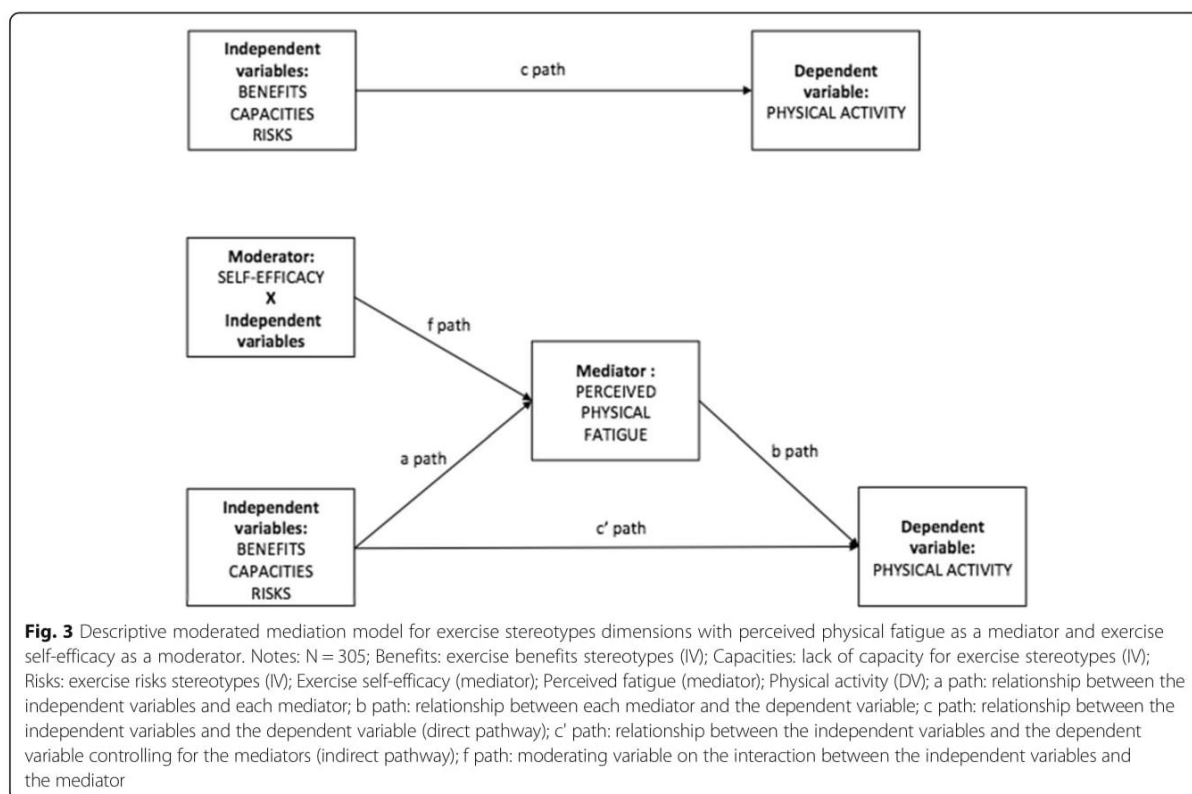 Independent
variables:
BENEFITS
CAPACITIES
RISKS
c path
Dependent
variable:
PHYSICAL ACTIVITY
Moderator:
SELF-EFFICACY
X
Independent
variables
f path
Mediator :
PERCEIVED
PHYSICAL
FATIGUE
a path
b path
Independent
variables:
BENEFITS
CAPACITIES
RISKS
c' path
Dependent
variable:
PHYSICAL ACTIVITY
Fig. 3 Descriptive moderated mediation model for exercise stereotypes dimensions with perceived physical fatigue as a mediator and exercise
self-efficacy as a moderator. Notes: N = 305; Benefits: exercise benefits stereotypes (IV); Capacities: lack of capacity for exercise stereotypes (IV);
Risks: exercise risks stereotypes (IV); Exercise self-efficacy (mediator); Perceived fatigue (mediator); Physical activity (DV); a path: relationship between the
independent variables and each mediator; b path: relationship between each mediator and the dependent variable; c path: relationship between the
independent variables and the dependent variable (direct pathway); c' path: relationship between the independent variables and the dependent
variable controlling for the mediators (indirect pathway); f path: moderating variable on the interaction between the independent variables and
the mediator